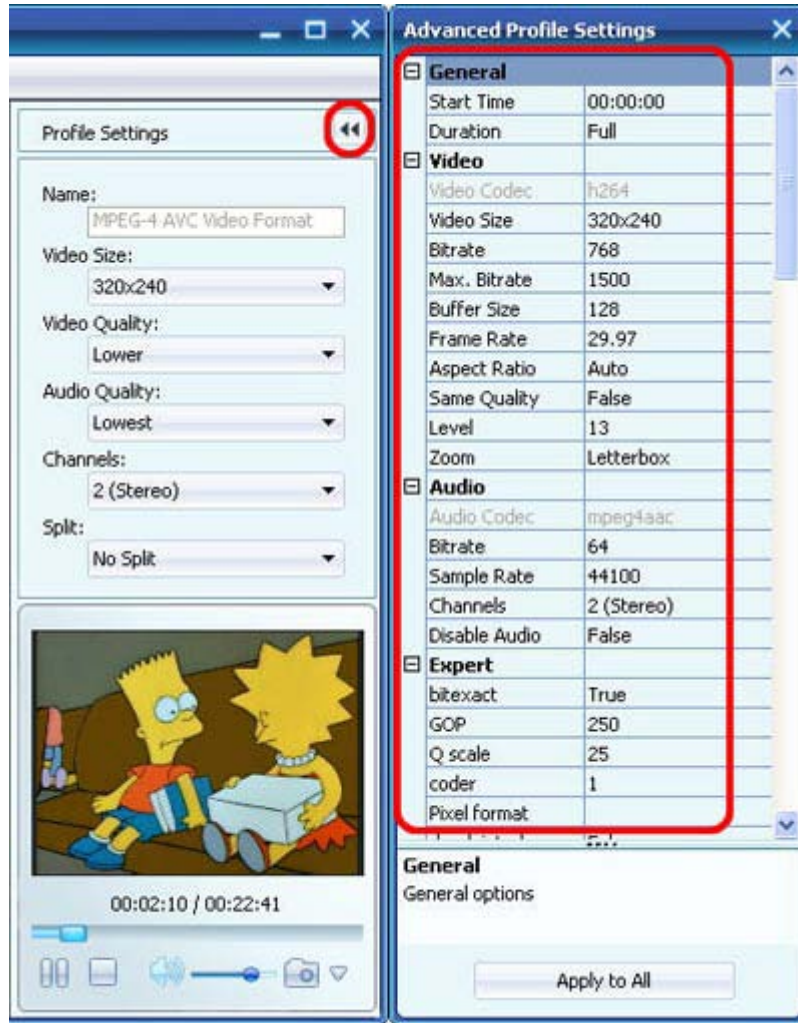 Profile Settings
Name:
MPEG-4 AVC Video Format
Video Size:
320x240
Video Quality:
Lower
Audio Quality:
Lowest
Channels:
2 (Stereo)
Split:
No Split
00:02:10 / 00:22:41
Advanced Profile Settings
General
Start Time 00:00:00
Duration Full
Video
Video Codec h264
Video Size 320x240
Bitrate 768
Max. Bitrate 1500
Buffer Size 128
Frame Rate 29.97
Aspect Ratio Auto
Same Quality False
Level 13
Zoom Letterbox
Audio
Audio Codec mpeg4aac
Bitrate 64
Sample Rate 44100
Channels 2 (Stereo)
Disable Audio False
Expert
bitexact True
GOP 250
Q scale 25
coder 1
Pixel format
General
General options
Apply to All